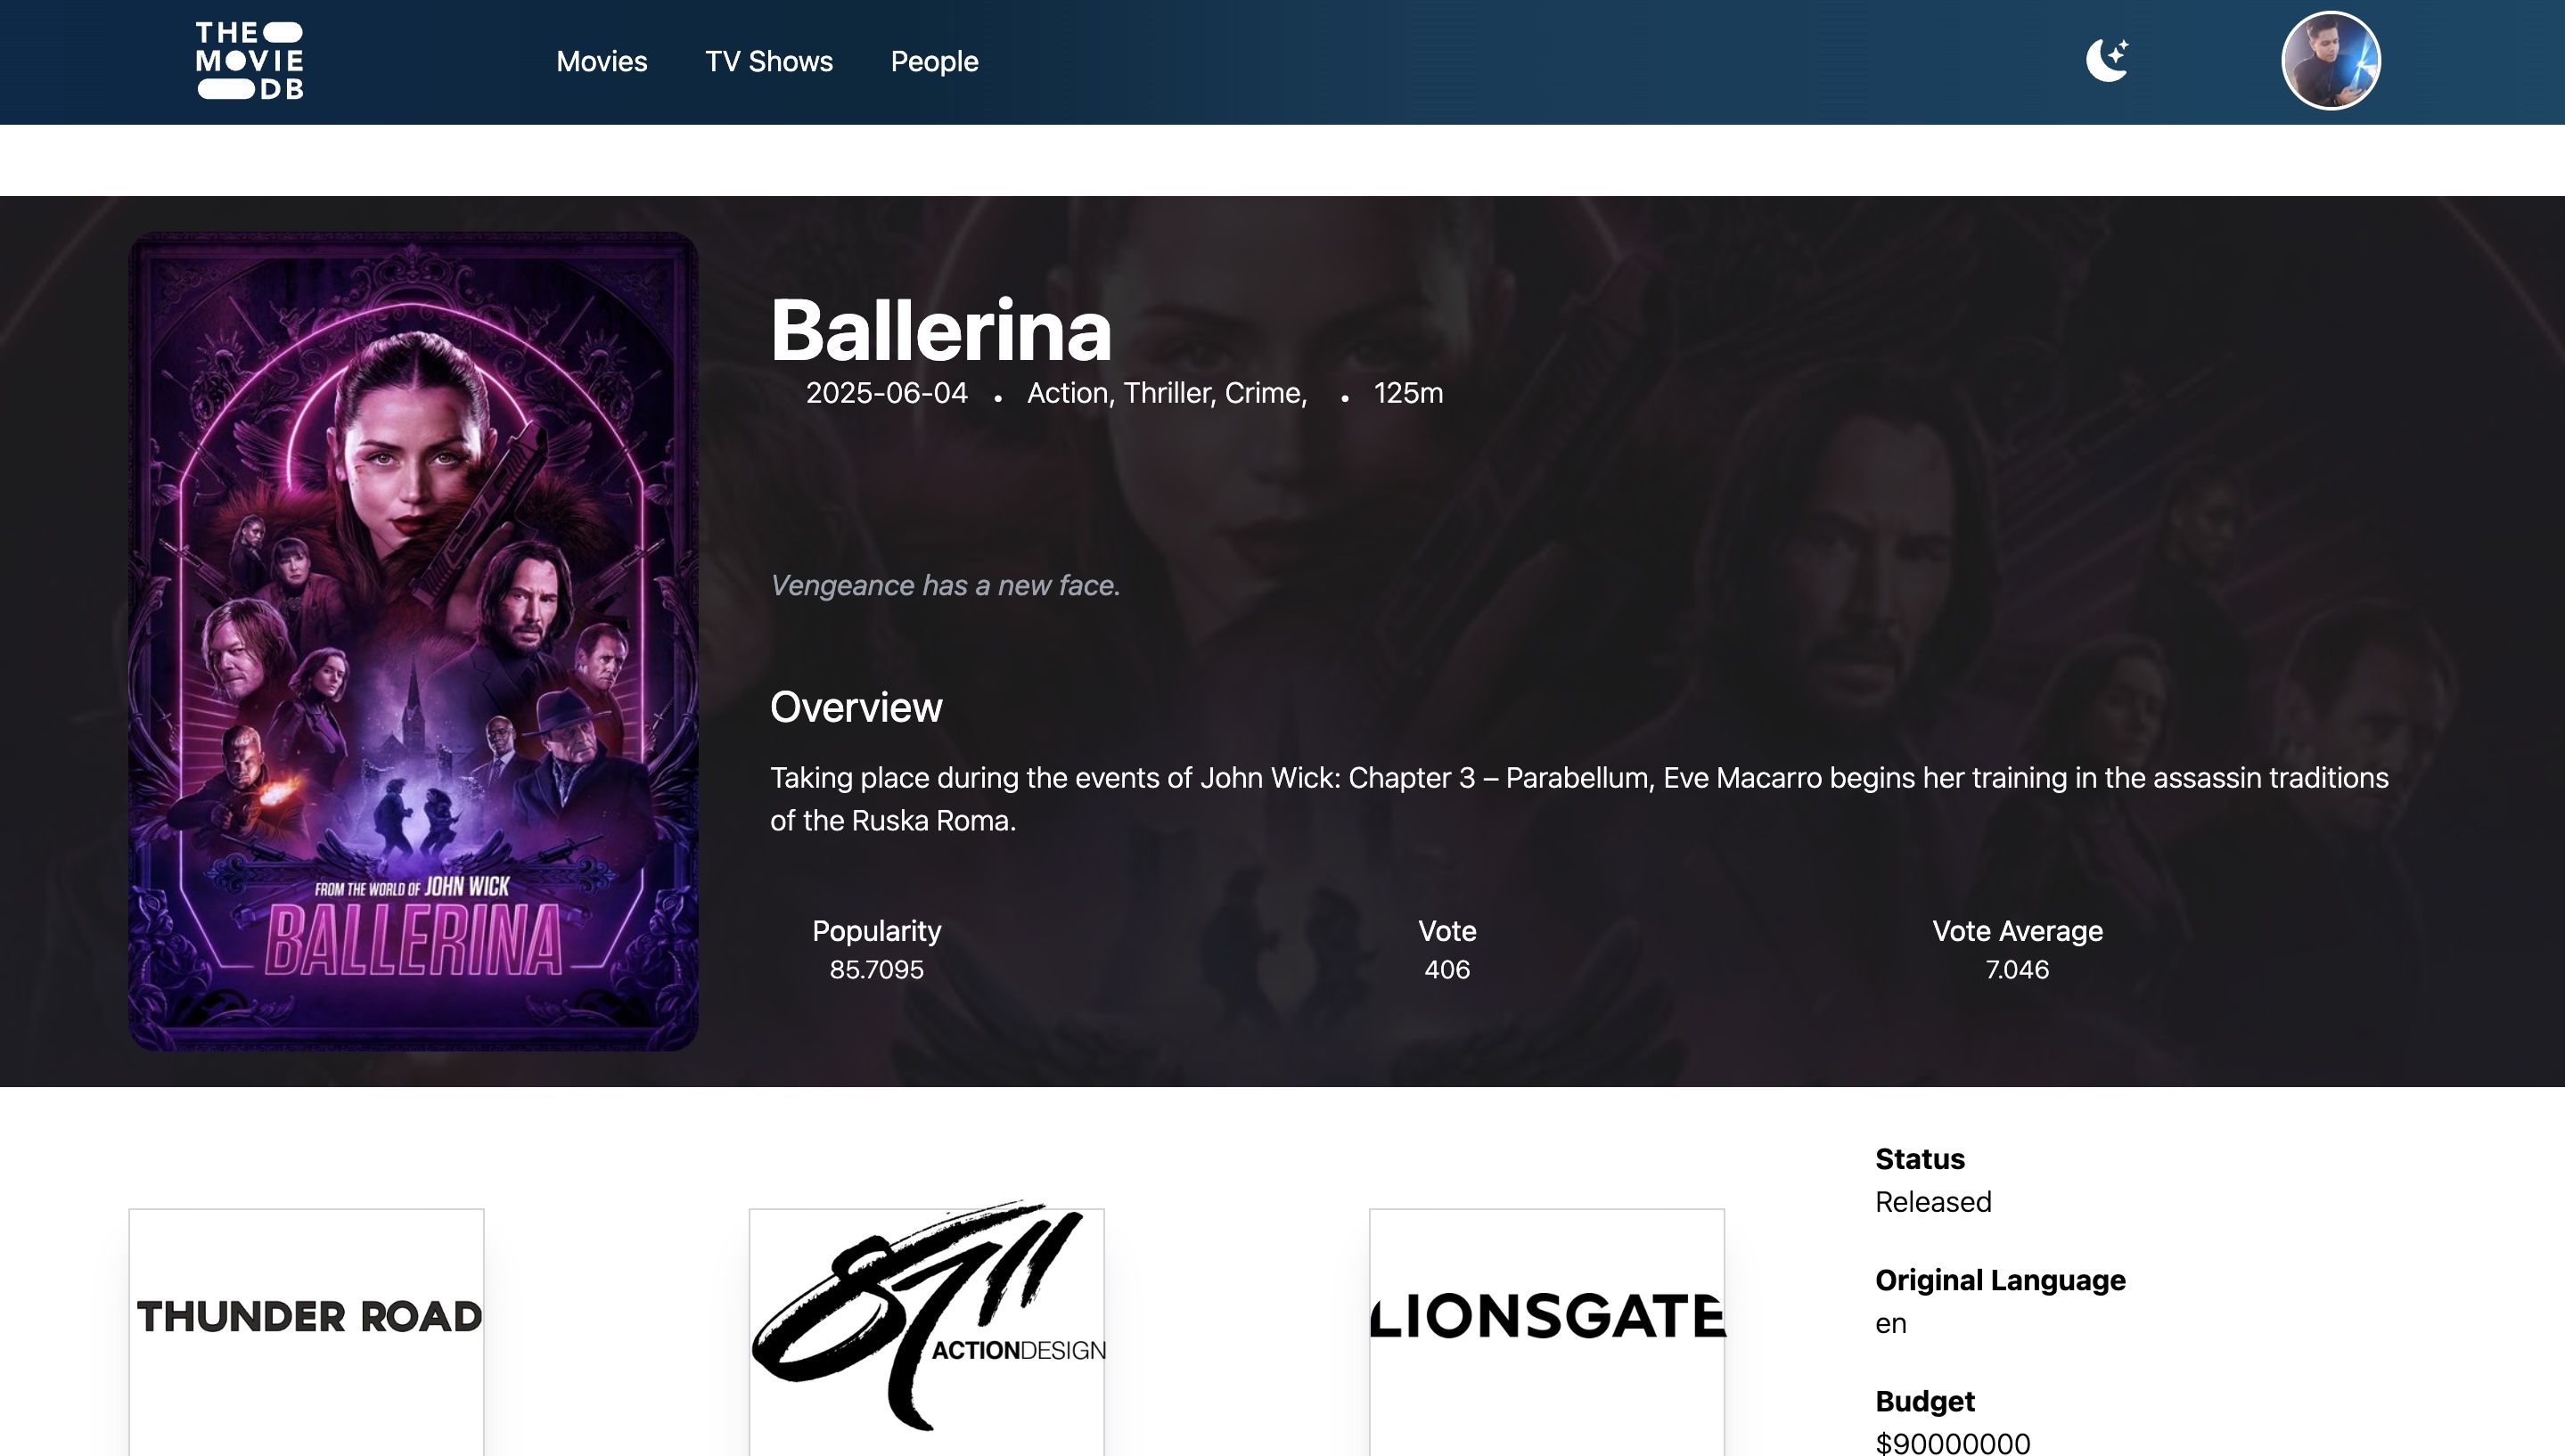 THE
MOVIE
DB
Movies
TV Shows
People
Ballerina
2025-06-04 • Action, Thriller, Crime, • 125m
Vengeance has a new face.
Overview
Taking place during the events of John Wick: Chapter 3 – Parabellum, Eve Macarro begins her training in the assassin traditions
of the Ruska Roma.
Popularity
85.7095
Vote
406
Vote Average
7.046
FROM THE WORLD OF JOHN WICK
BALLERINA
THUNDER ROAD
8711
ACTIONDESIGN
LIONSGATE
Status
Released
Original Language
en
Budget
$90000000